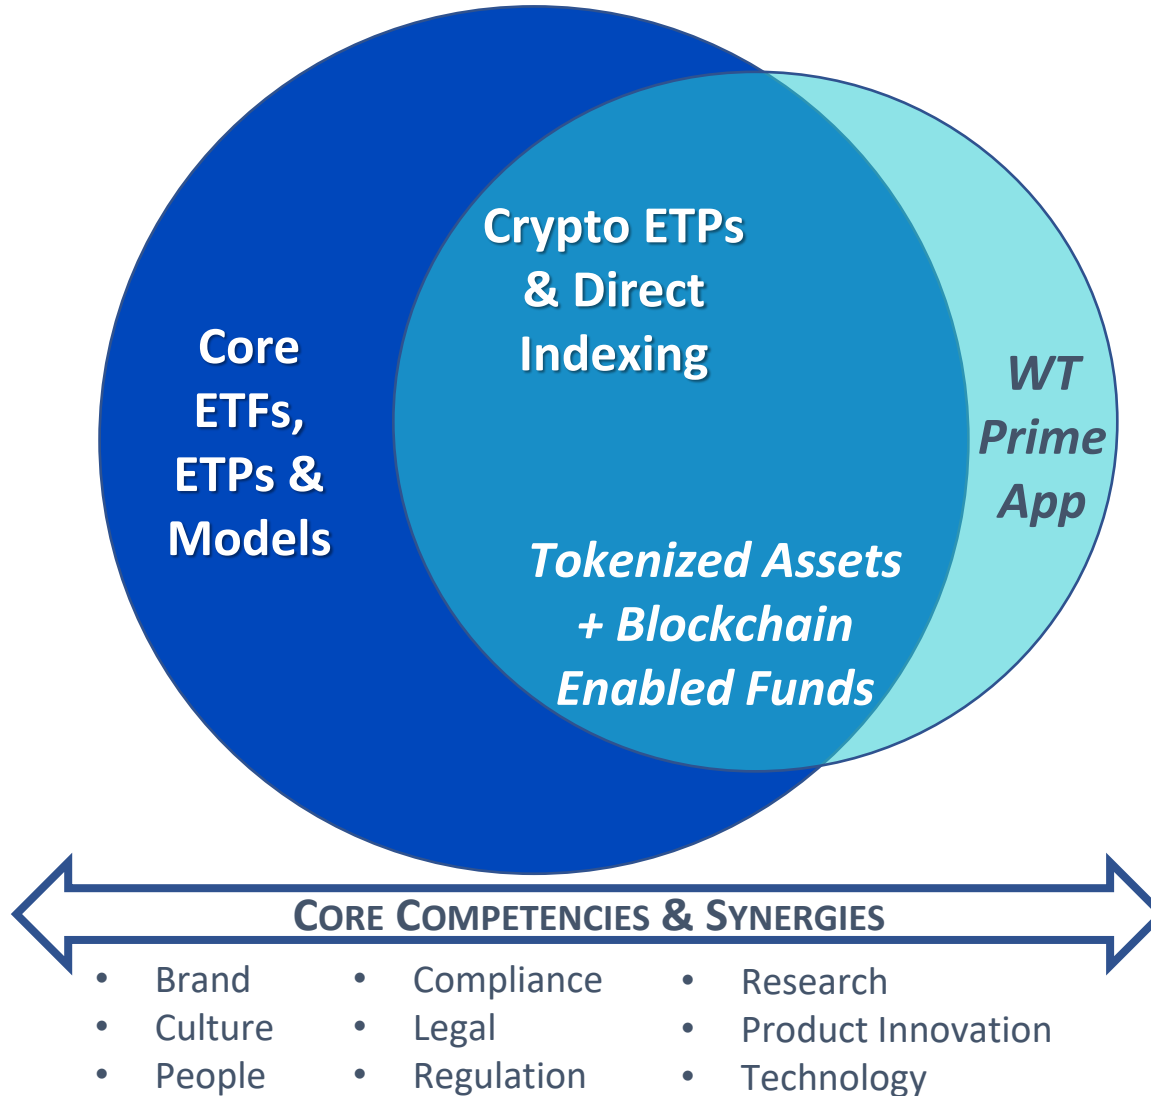 Crypto ETPs
& Direct
Indexing
Core
ETFs,
ETPs &
Models
WT
Prime
App
Tokenized Assets
+ Blockchain
Enabled Funds
CORE COMPETENCIES & SYNERGIES
• Brand
• Culture
• People
• Compliance
• Legal
• Regulation
• Research
• Product Innovation
• Technology